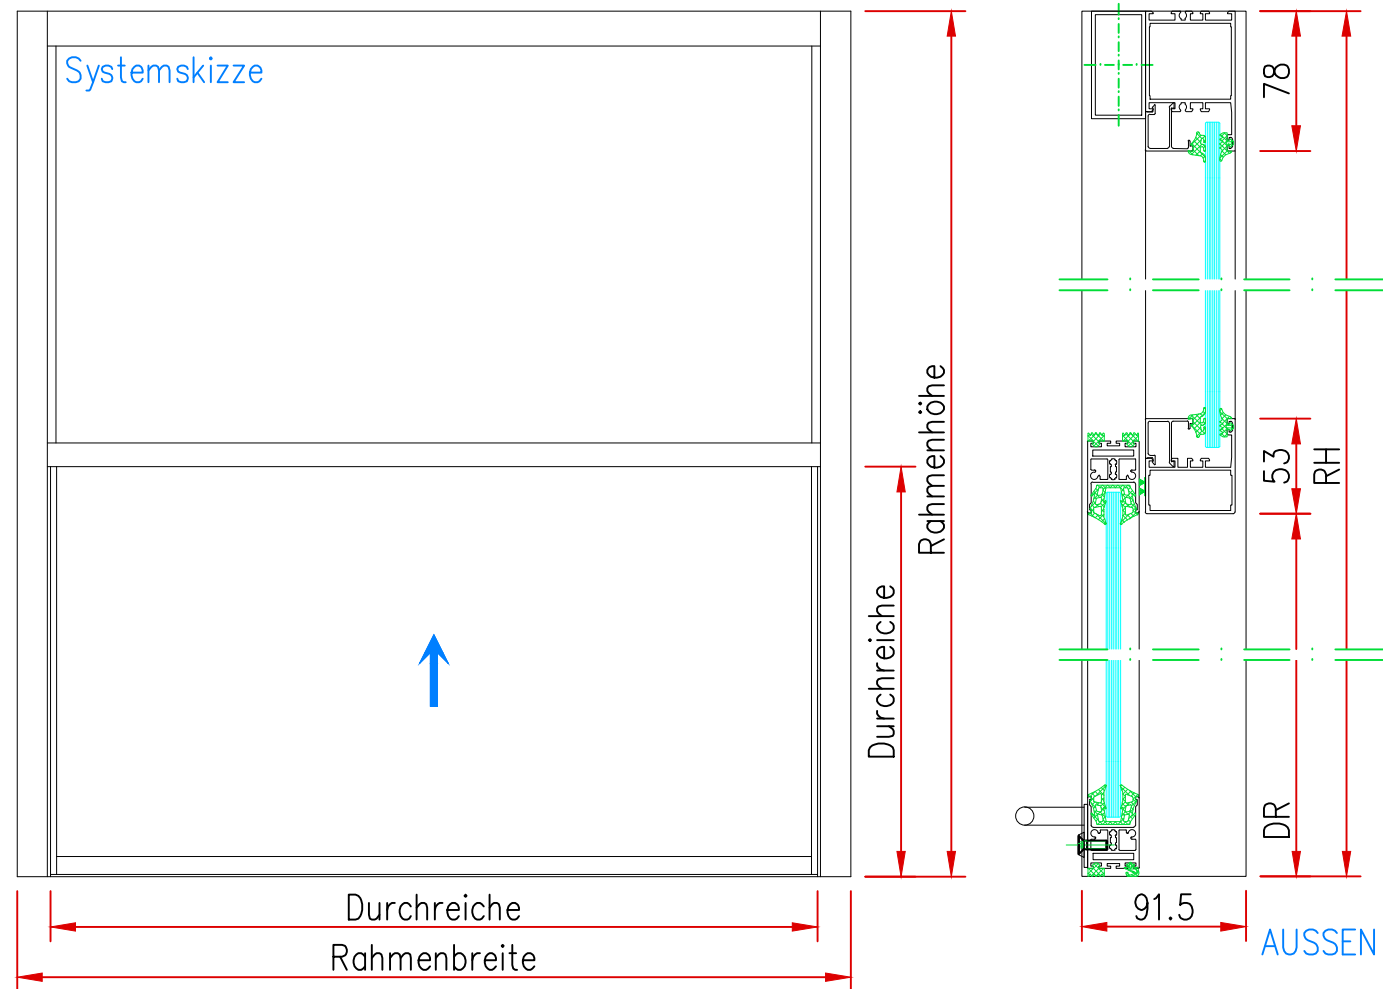 Systemskizze
Rahmenhöhe
Durchreiche
Durchreiche
Rahmenbreite
78
53
RH
DR
91.5
AUSSEN